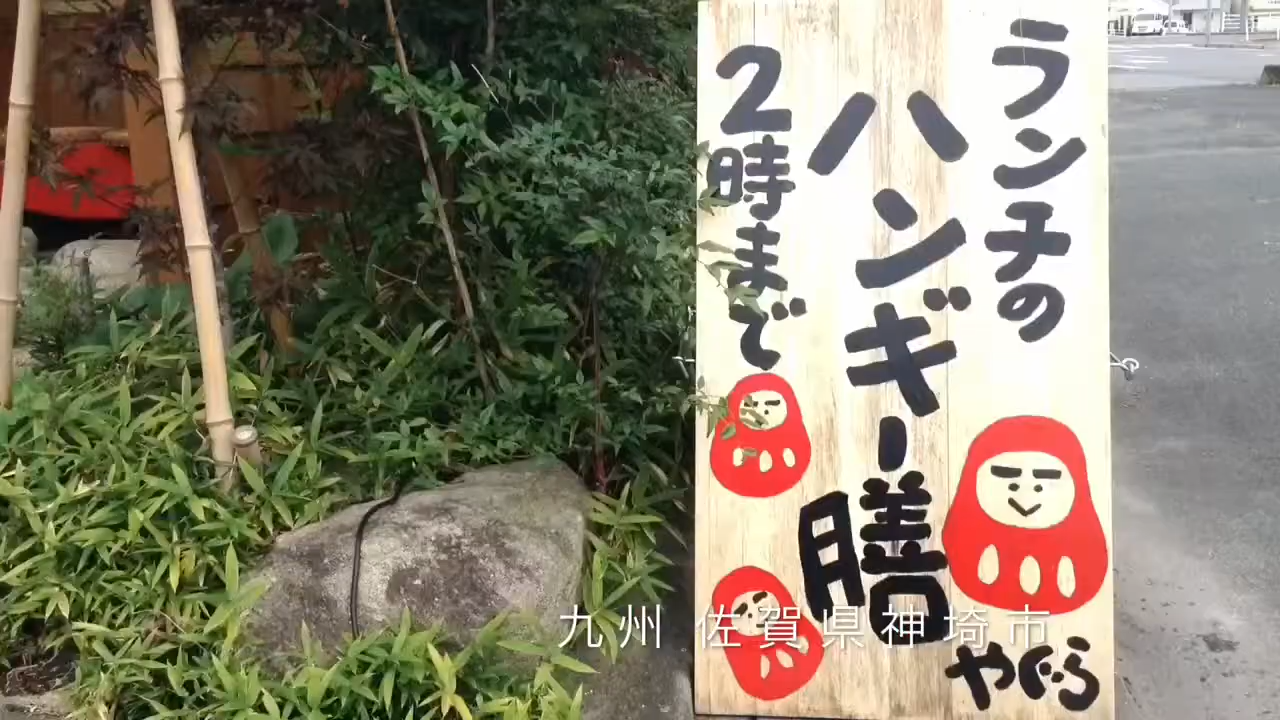 ランチの
ハンギー膳
2時まで
やぐら
九州 佐賀県神埼市